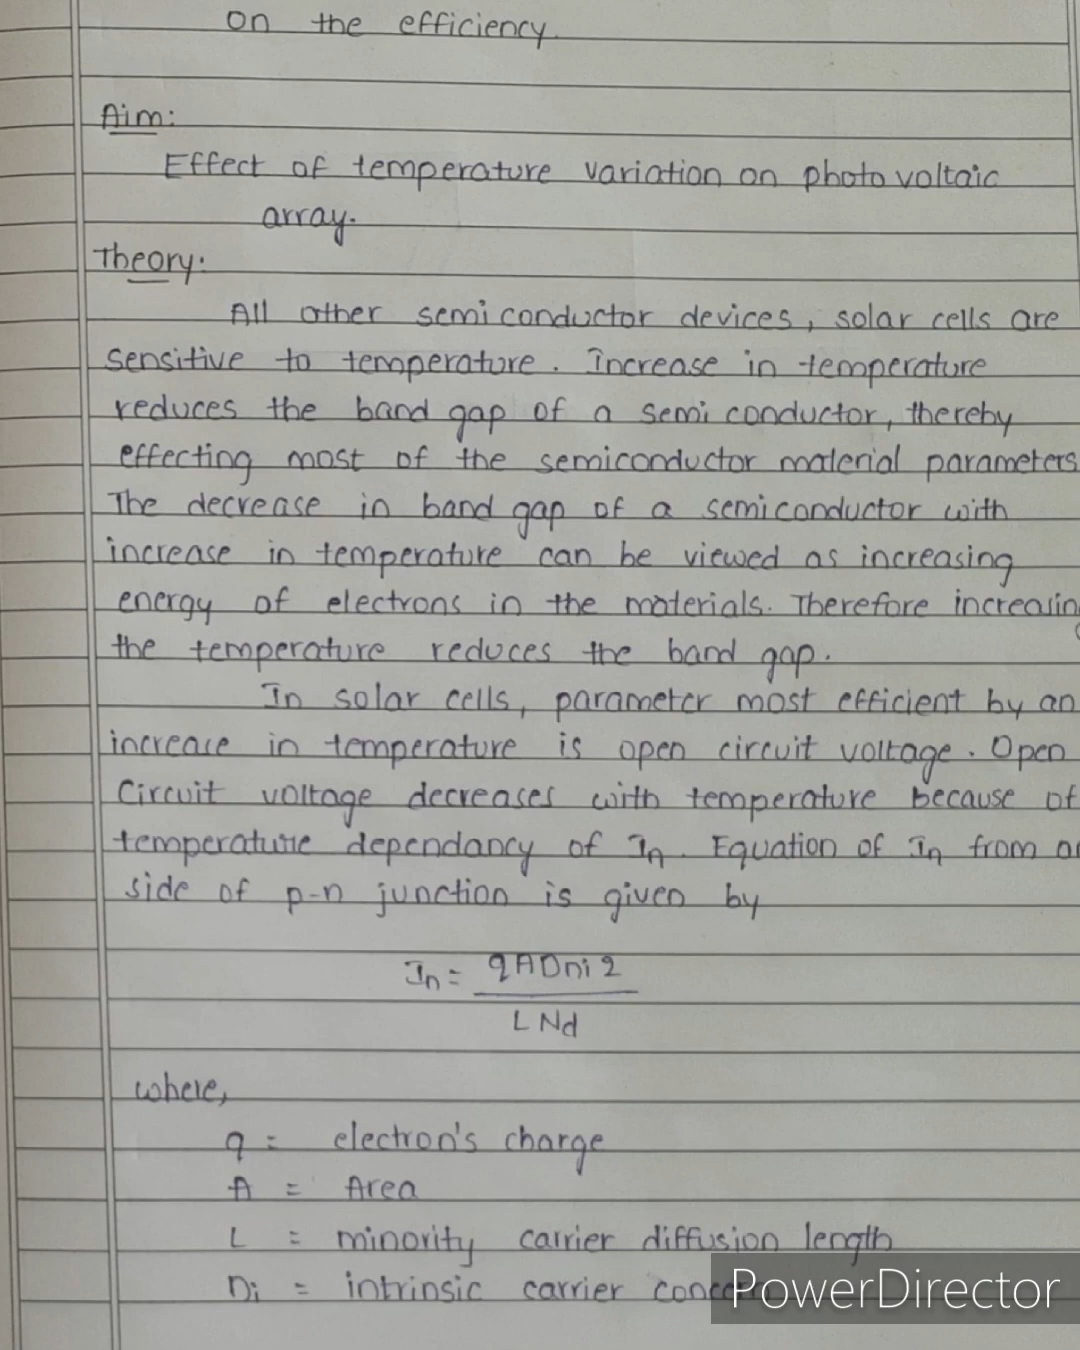 on the efficiency.
Aim:
Effect of temperature variation on photo voltaic
array.
Theory:
All other semi conductor devices, solar cells are
sensitive to temperature. Increase in temperature
reduces the band gap of a semi conductor, thereby
effecting most of the semiconductor material parameters
The decrease in band gap of a semiconductor with
increase in temperature can be viewed as increasing
energy of electrons in the materials. Therefore increasing
the temperature reduces the band gap.
In solar cells, parameter most efficient by an
increase in temperature is open circuit voltage. Open
Circuit voltage decreases with temperature because of
temperature dependancy of In. Equation of In from
side of p-n junction is given by
In = qADni2
LNd
where,
q = electron's charge
A = Area
L = minority carrier diffusion length
ni = intrinsic carrier
PowerDirector